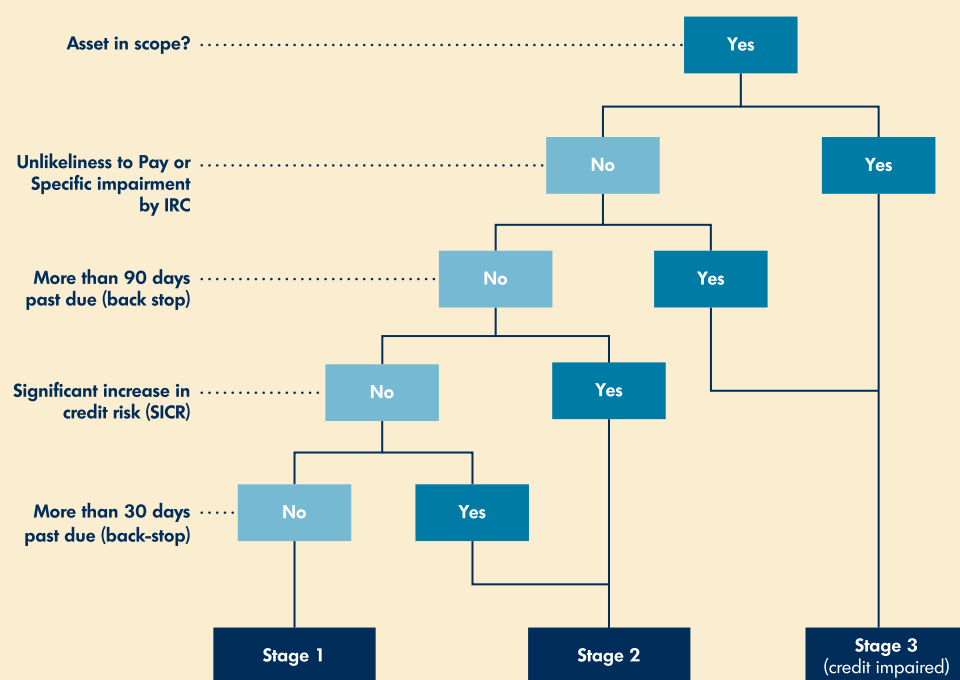 Asset in scope?
Yes
Unlikeliness to Pay or
Specific impairment
by IRC
No
Yes
More than 90 days
past due (back stop)
No
Yes
Significant increase in
credit risk (SICR)
No
Yes
More than 30 days
past due (back-stop)
No
Yes
Stage 1
Stage 2
Stage 3
(credit impaired)